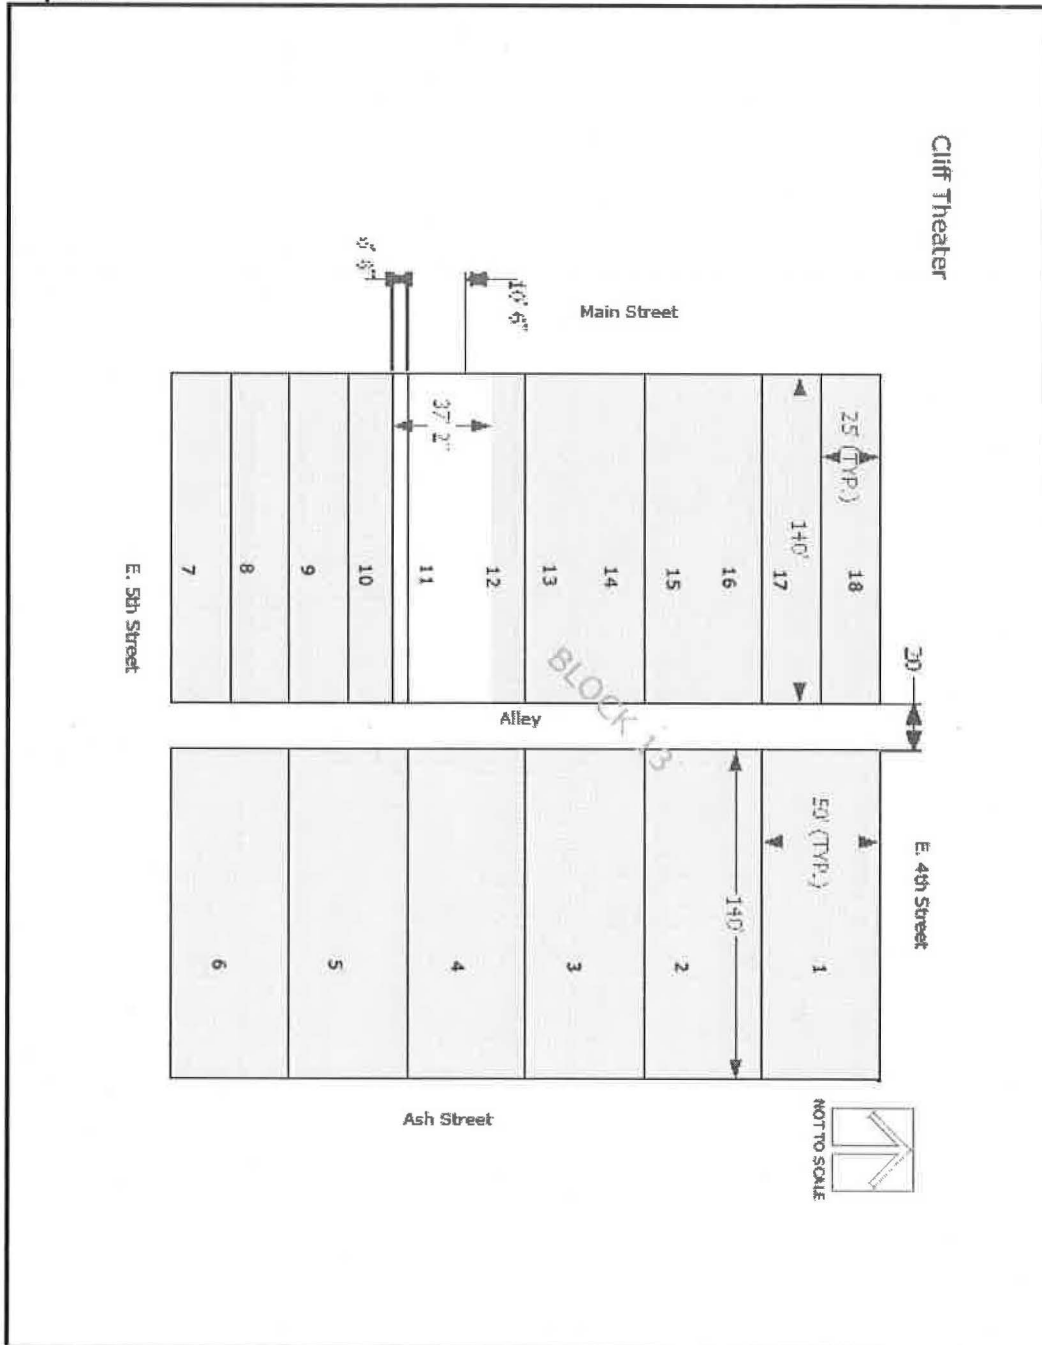 Cliff Theater
Main Street
10' 6"
37' 2"
25' (TYP.)
140'
7
8
9
10
11
12
13
14
15
16
17
18
20
E. 5th Street
Alley
BLOCK 13
50' (TYP.)
140'
E. 4th Street
6
5
4
3
2
1
Ash Street
NOT TO SCALE